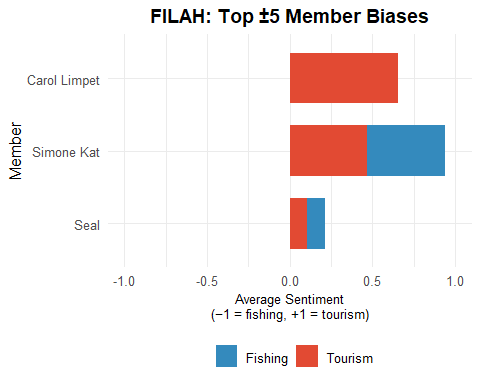 FILAH: Top ±5 Member Biases
Member
Carol Limpet
Simone Kat
Seal
-1.0 -0.5 0.0 0.5 1.0
Average Sentiment
(−1 = fishing, +1 = tourism)
Fishing Tourism